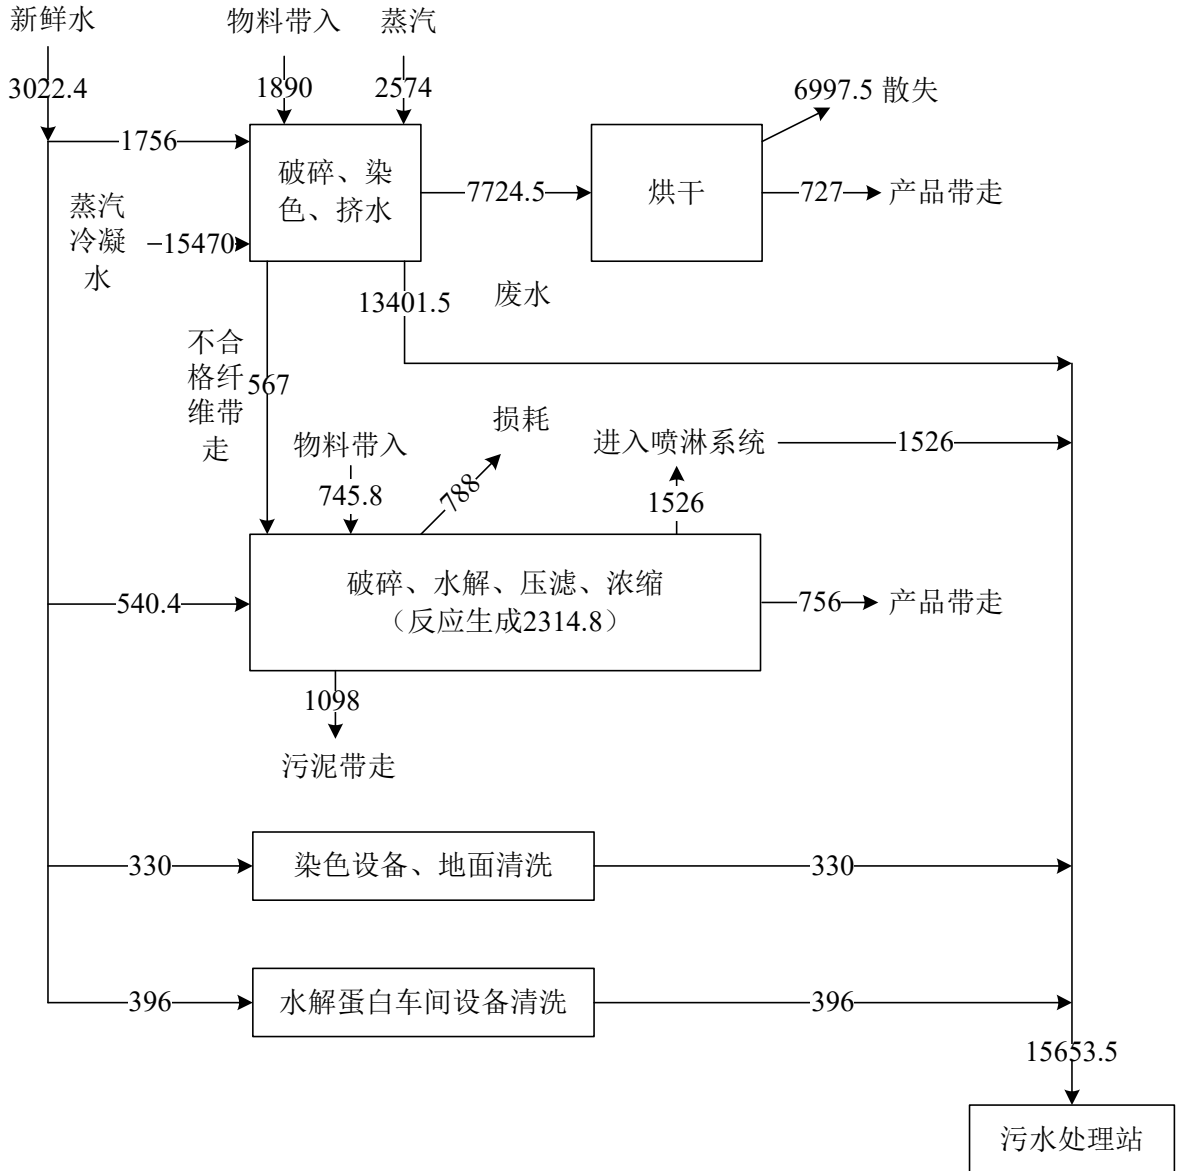 新鲜水
物料带入
蒸汽
3022.4
1890
2574
6997.5 散失
1756
破碎、染
色、挤水
7724.5
烘干
727
产品带走
蒸汽
冷凝
水
15470
13401.5
废水
不合
格纤
维带
走
567
物料带入
745.8
损耗
788
进入喷淋系统
1526
1526
540.4
破碎、水解、压滤、浓缩
（反应生成2314.8）
756
产品带走
1098
污泥带走
330
染色设备、地面清洗
330
396
水解蛋白车间设备清洗
396
15653.5
污水处理站